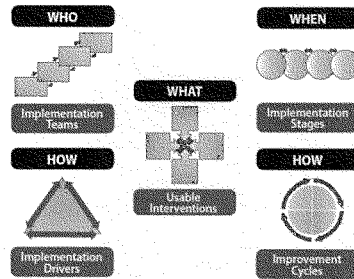 WHO
Implementation
Teams
WHEN
Implementation
Stages
WHAT
Usable
Interventions
HOW
Implementation
Drivers
HOW
Improvement
Cycles